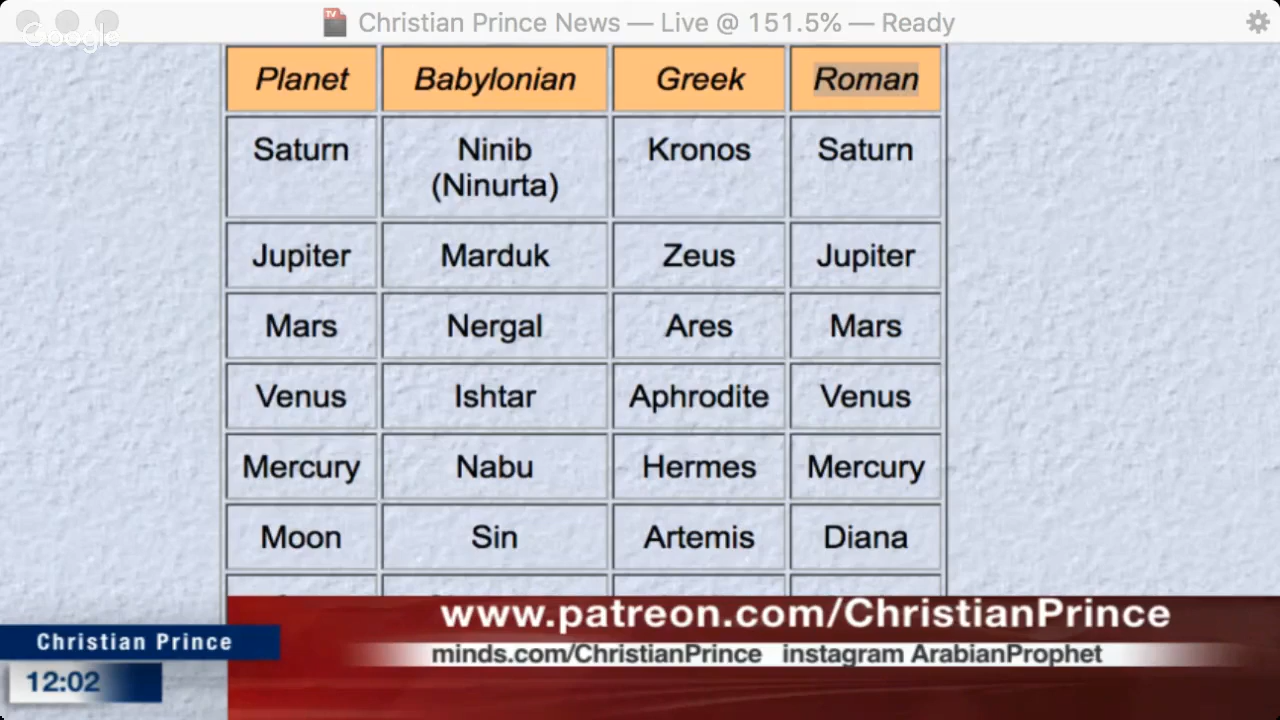 Christian Prince News — Live @ 151.5% — Ready
Google
Planet Babylonian Greek Roman
Saturn Ninib (Ninurta) Kronos Saturn
Jupiter Marduk Zeus Jupiter
Mars Nergal Ares Mars
Venus Ishtar Aphrodite Venus
Mercury Nabu Hermes Mercury
Moon Sin Artemis Diana
www.patreon.com/ChristianPrince
Christian Prince
minds.com/ChristianPrince instagram ArabianProphet
12:02